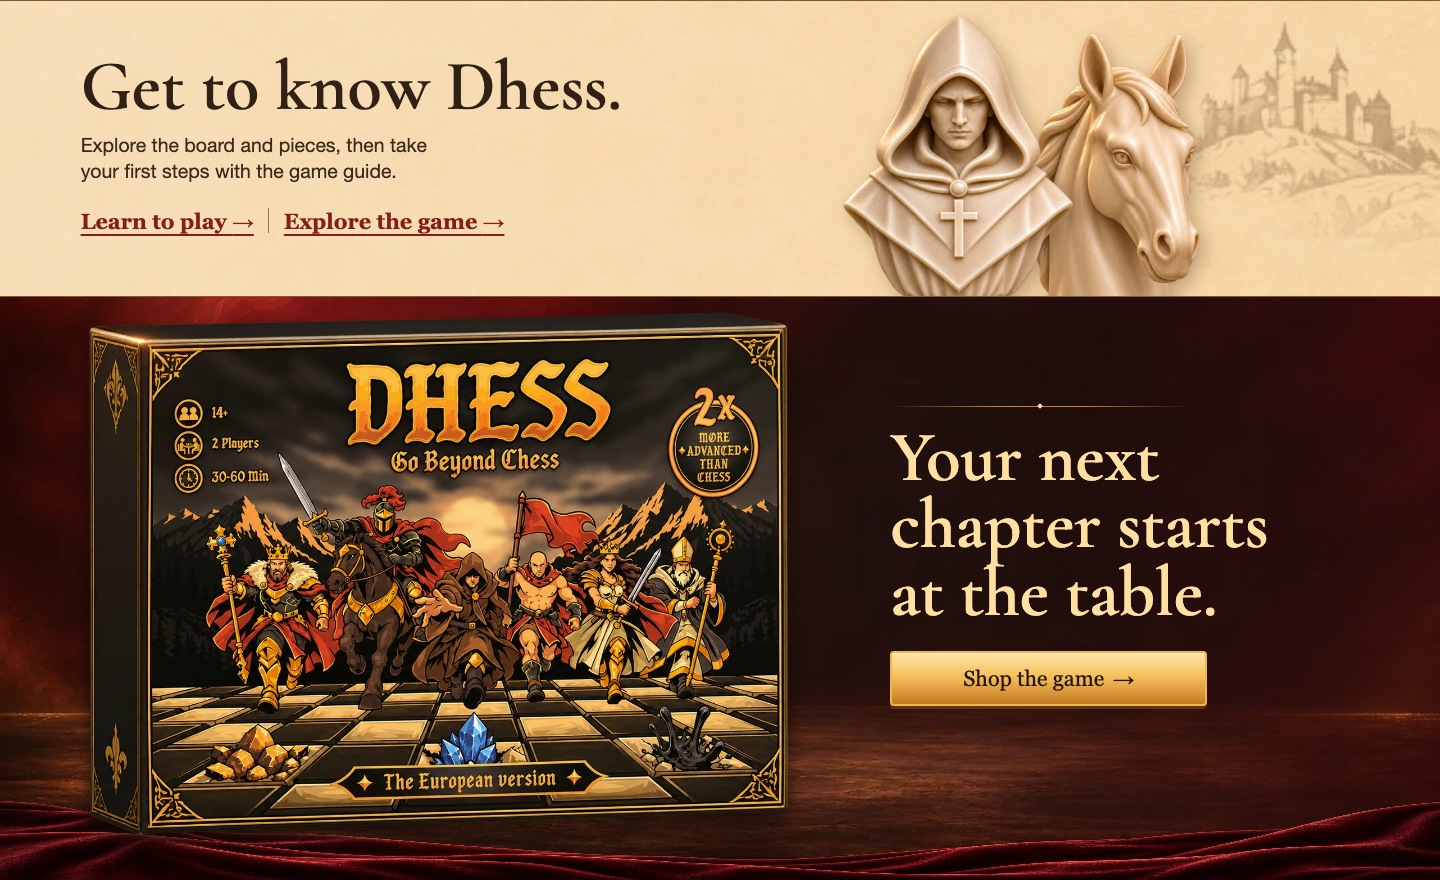 Get to know Dhess.
Explore the board and pieces, then take
your first steps with the game guide.
Learn to play → Explore the game →
DHESS
Go Beyond Chess
14+
2 Players
30-60 Min
2x
MORE
ADVANCED
THAN
CHESS
The European version
Your next
chapter starts
at the table.
Shop the game →